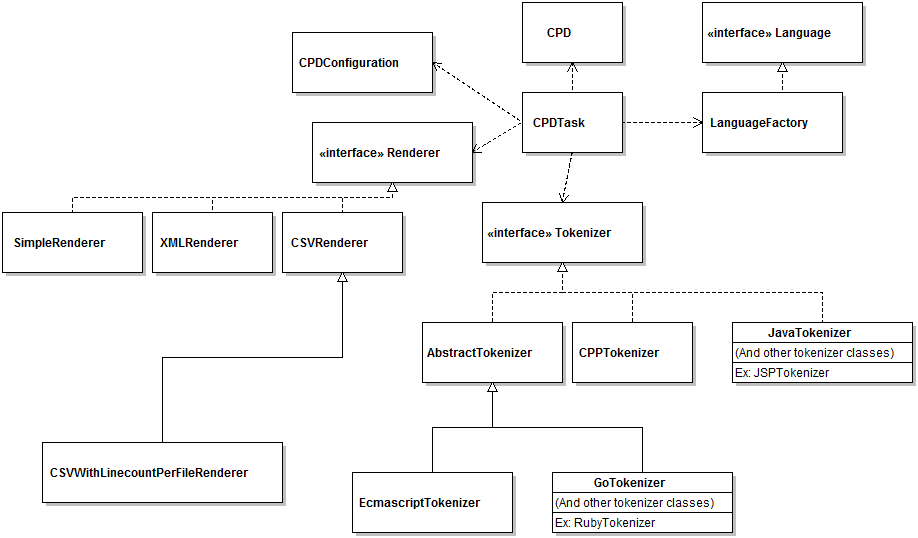 CPD
«interface» Language
CPDConfiguration
CPDTask
LanguageFactory
«interface» Renderer
SimpleRenderer
XMLRenderer
CSVRenderer
«interface» Tokenizer
AbstractTokenizer
CPPTokenizer
JavaTokenizer
(And other tokenizer classes)
Ex: JSPTokenizer
CSVWithLinecountPerFileRenderer
EcmascriptTokenizer
GoTokenizer
(And other tokenizer classes)
Ex: RubyTokenizer